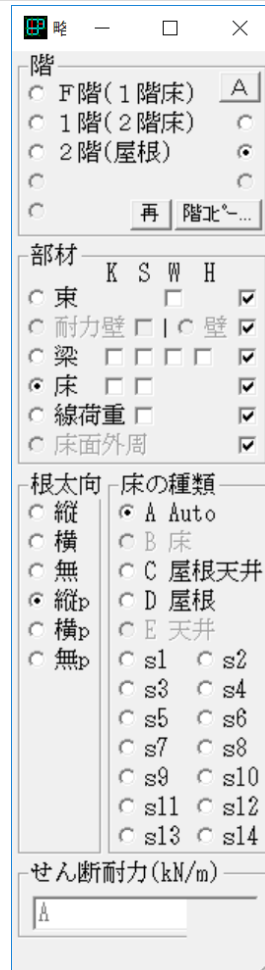 略
階
F階(1階床) A
1階(2階床)
2階(屋根)
再 階ｺﾋﾟｰ...
部材
K S W H
束
耐力壁 | 壁
梁
床
線荷重
床面外周
根太向
縦
横
無
縦p
横p
無p
床の種類
A Auto
B 床
C 屋根天井
D 屋根
E 天井
s1 s2
s3 s4
s5 s6
s7 s8
s9 s10
s11 s12
s13 s14
せん断耐力(kN/m)
A